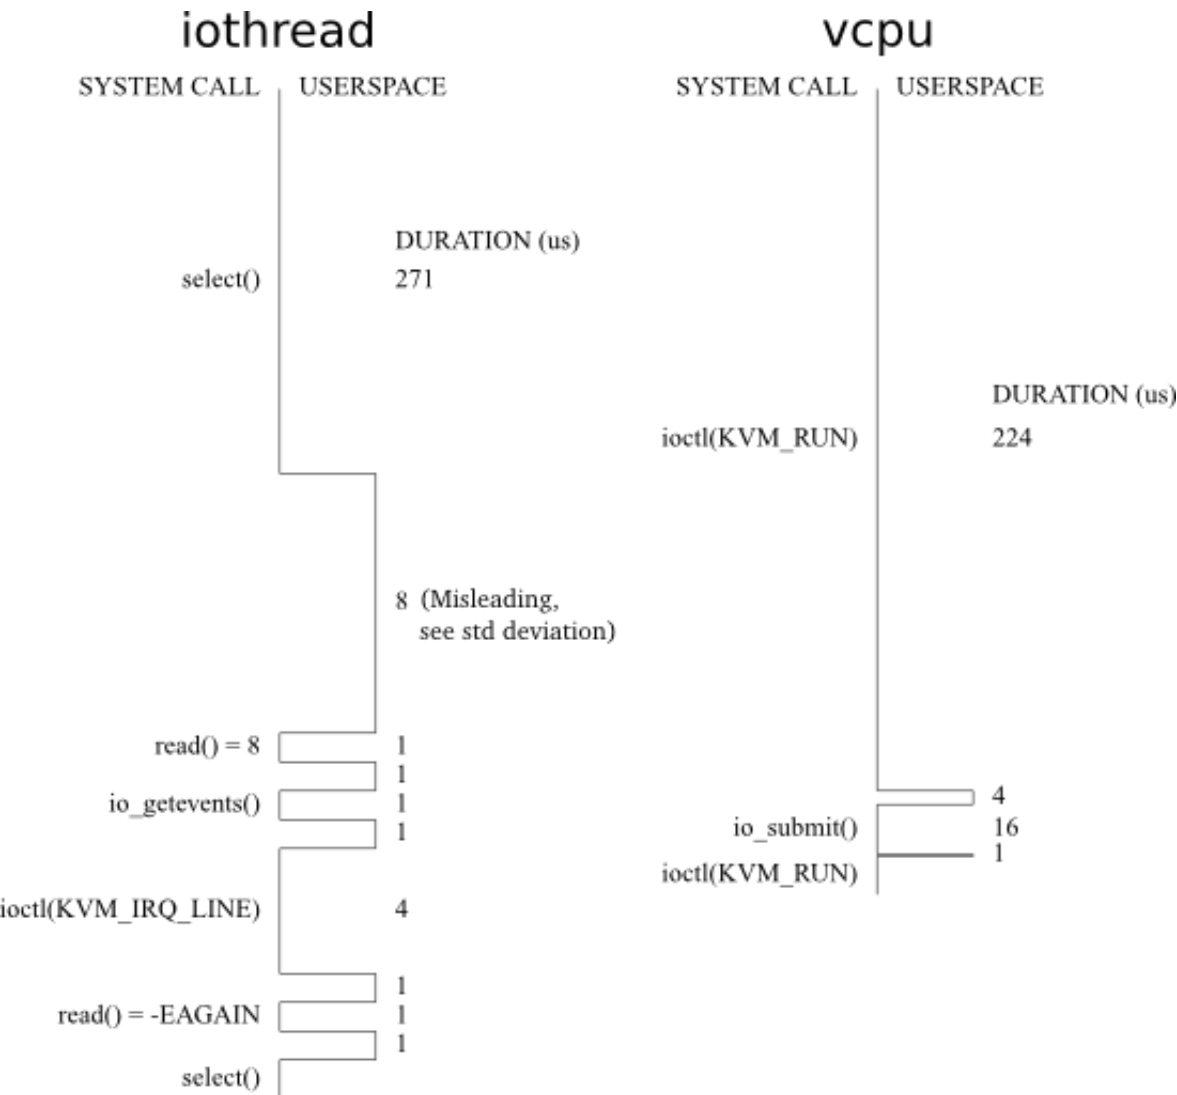 iothread
SYSTEM CALL USERSPACE
DURATION (us)
select() 271
8 (Misleading,
see std deviation)
read() = 8 1
1
io_getevents() 1
1
ioctl(KVM_IRQ_LINE) 4
1
read() = -EAGAIN 1
1
select()
vcpu
SYSTEM CALL USERSPACE
DURATION (us)
ioctl(KVM_RUN) 224
4
io_submit() 16
1
ioctl(KVM_RUN)